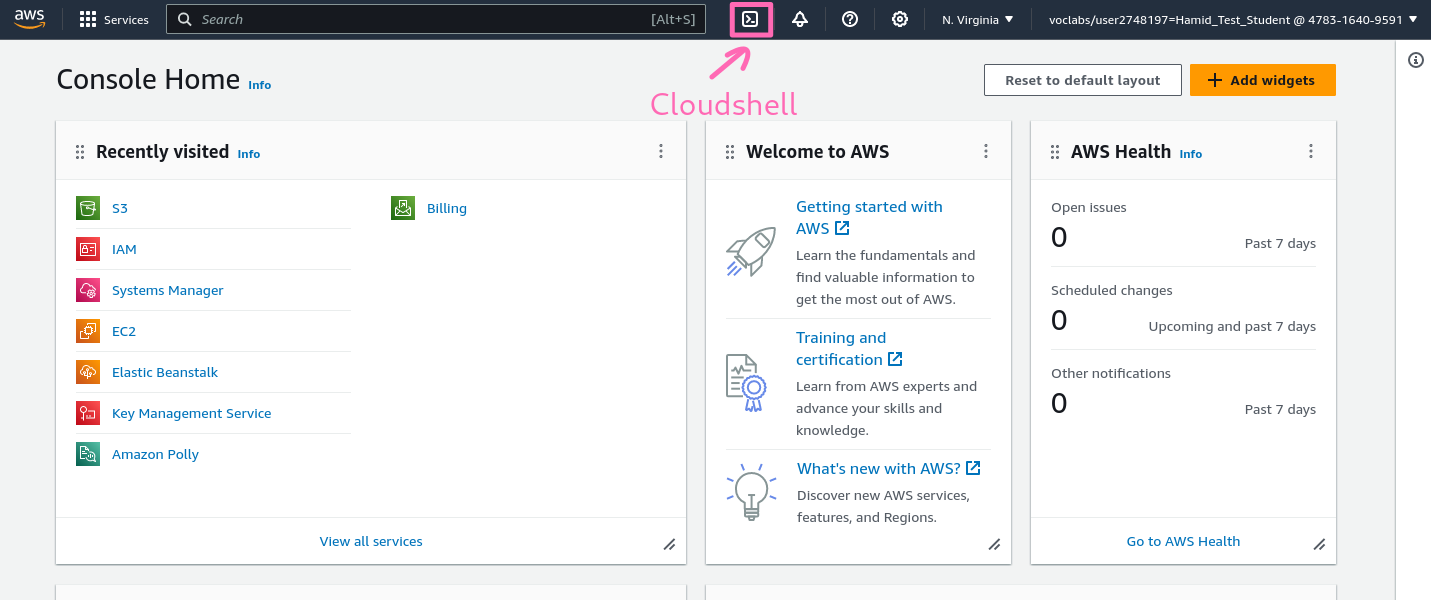 aws
Services
Search
[Alt+S]
N. Virginia
voclabs/user2748197=Hamid_Test_Student @ 4783-1640-9591
Console Home Info
Cloudshell
Reset to default layout
Add widgets
Recently visited Info
S3
IAM
Systems Manager
EC2
Elastic Beanstalk
Key Management Service
Amazon Polly
Billing
View all services
Welcome to AWS
Getting started with
AWS
Learn the fundamentals and
find valuable information to
get the most out of AWS.
Training and
certification
Learn from AWS experts and
advance your skills and
knowledge.
What's new with AWS?
Discover new AWS services,
features, and Regions.
AWS Health Info
Open issues
0
Past 7 days
Scheduled changes
0
Upcoming and past 7 days
Other notifications
0
Past 7 days
Go to AWS Health